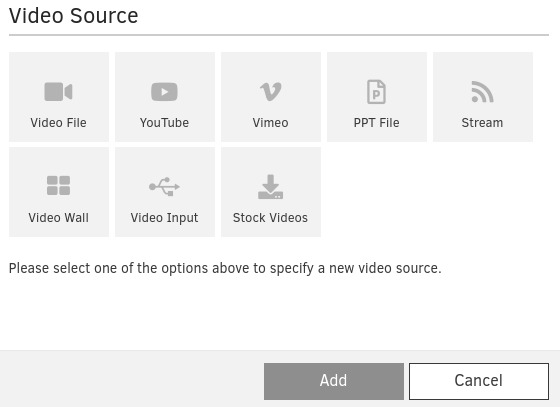 Video Source
Video File YouTube Vimeo PPT File Stream
Video Wall Video Input Stock Videos
Please select one of the options above to specify a new video source.
Add Cancel